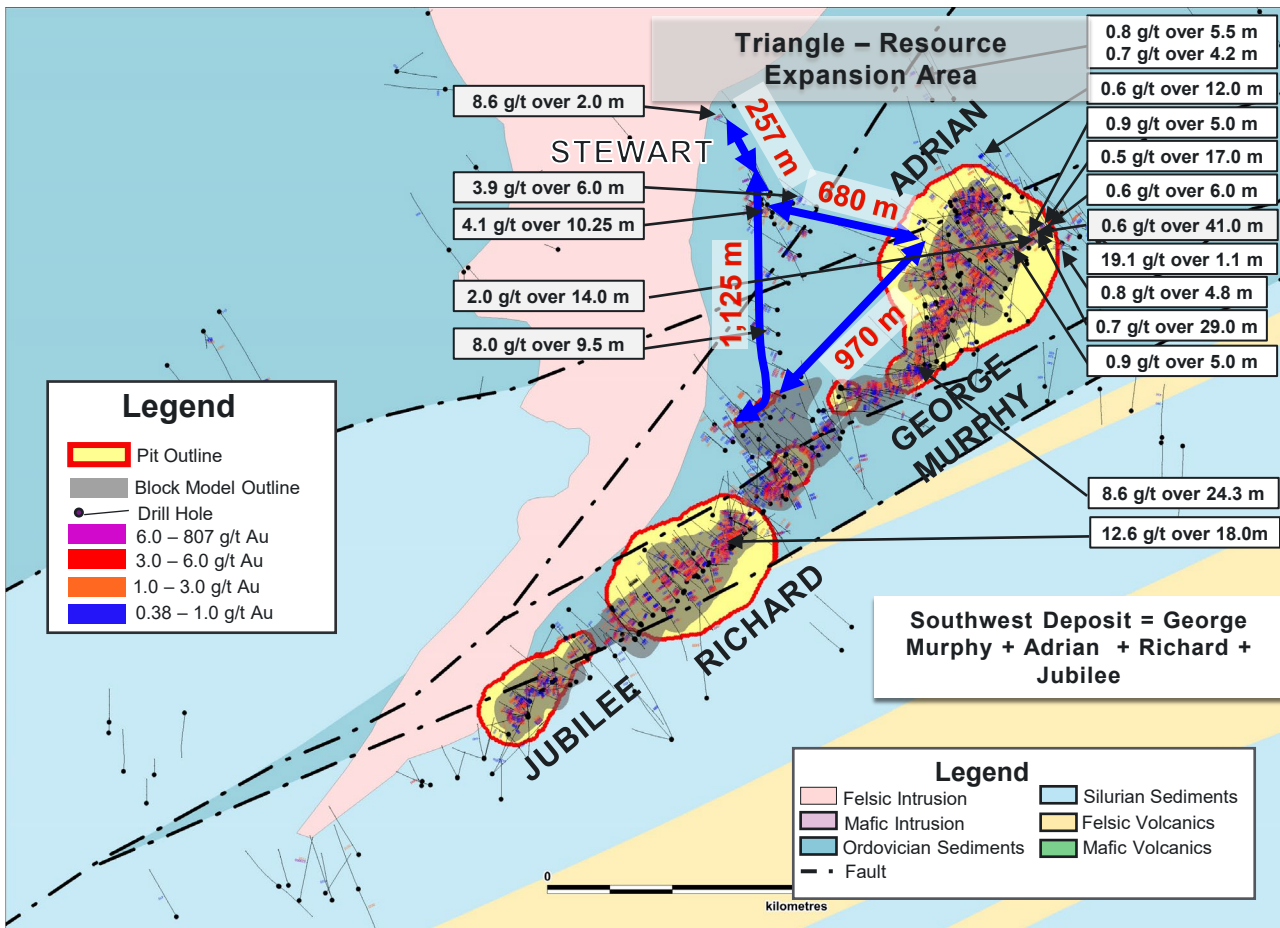 Triangle – Resource
Expansion Area
0.8 g/t over 5.5 m
0.7 g/t over 4.2 m
0.6 g/t over 12.0 m
0.9 g/t over 5.0 m
0.5 g/t over 17.0 m
0.6 g/t over 6.0 m
0.6 g/t over 41.0 m
19.1 g/t over 1.1 m
0.8 g/t over 4.8 m
0.7 g/t over 29.0 m
0.9 g/t over 5.0 m
8.6 g/t over 2.0 m
STEWART
3.9 g/t over 6.0 m
4.1 g/t over 10.25 m
2.0 g/t over 14.0 m
8.0 g/t over 9.5 m
257 m
680 m
1,125 m
970 m
ADRIAN
GEORGE
MURPHY
RICHARD
JUBILEE
8.6 g/t over 24.3 m
12.6 g/t over 18.0m
Legend
Pit Outline
Block Model Outline
Drill Hole
6.0 – 807 g/t Au
3.0 – 6.0 g/t Au
1.0 – 3.0 g/t Au
0.38 – 1.0 g/t Au
Southwest Deposit = George
Murphy + Adrian + Richard +
Jubilee
Legend
Felsic Intrusion
Mafic Intrusion
Ordovician Sediments
Fault
Silurian Sediments
Felsic Volcanics
Mafic Volcanics
0
kilometres